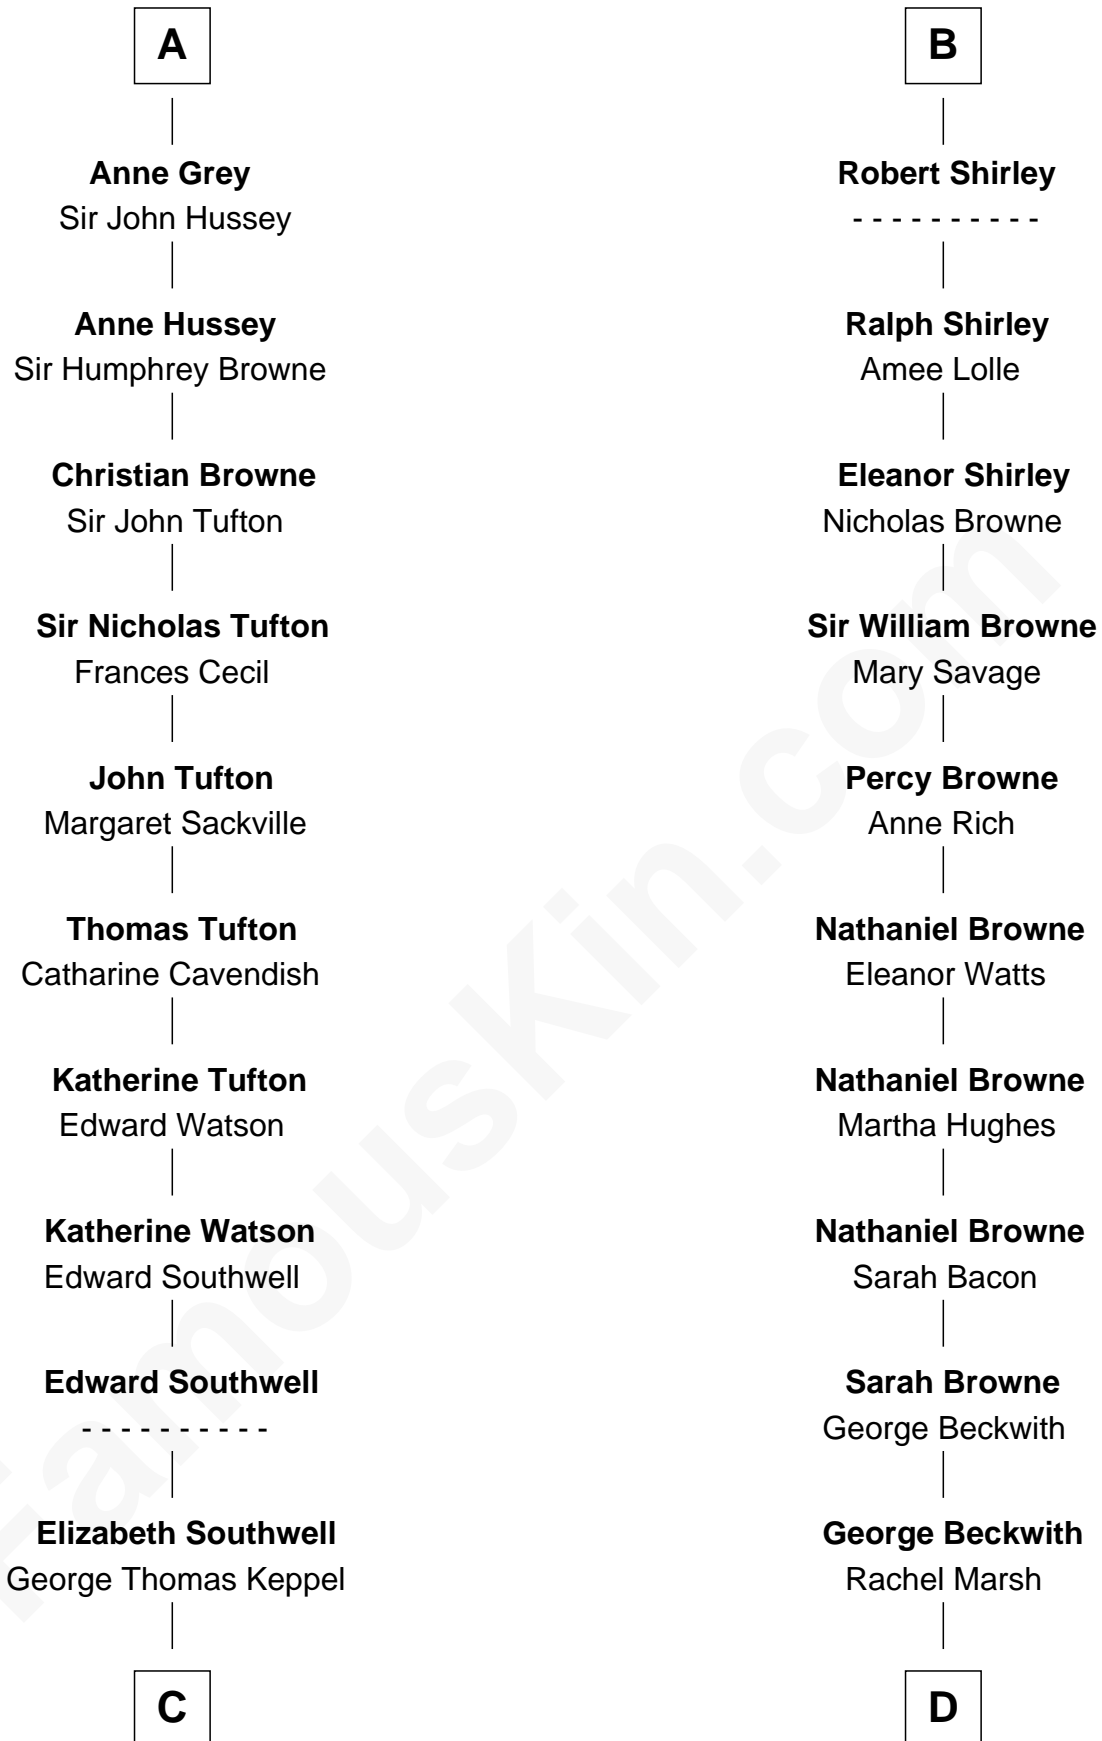 A
Anne Grey
Sir John Hussey
Anne Hussey
Sir Humphrey Browne
Christian Browne
Sir John Tufton
Sir Nicholas Tufton
Frances Cecil
John Tufton
Margaret Sackville
Thomas Tufton
Catharine Cavendish
Katherine Tufton
Edward Watson
Katherine Watson
Edward Southwell
Edward Southwell
- - - - - - - - - -
Elizabeth Southwell
George Thomas Keppel
C
B
Robert Shirley
- - - - - - - - - -
Ralph Shirley
Amee Lolle
Eleanor Shirley
Nicholas Browne
Sir William Browne
Mary Savage
Percy Browne
Anne Rich
Nathaniel Browne
Eleanor Watts
Nathaniel Browne
Martha Hughes
Nathaniel Browne
Sarah Bacon
Sarah Browne
George Beckwith
George Beckwith
Rachel Marsh
D
FamousKin.com